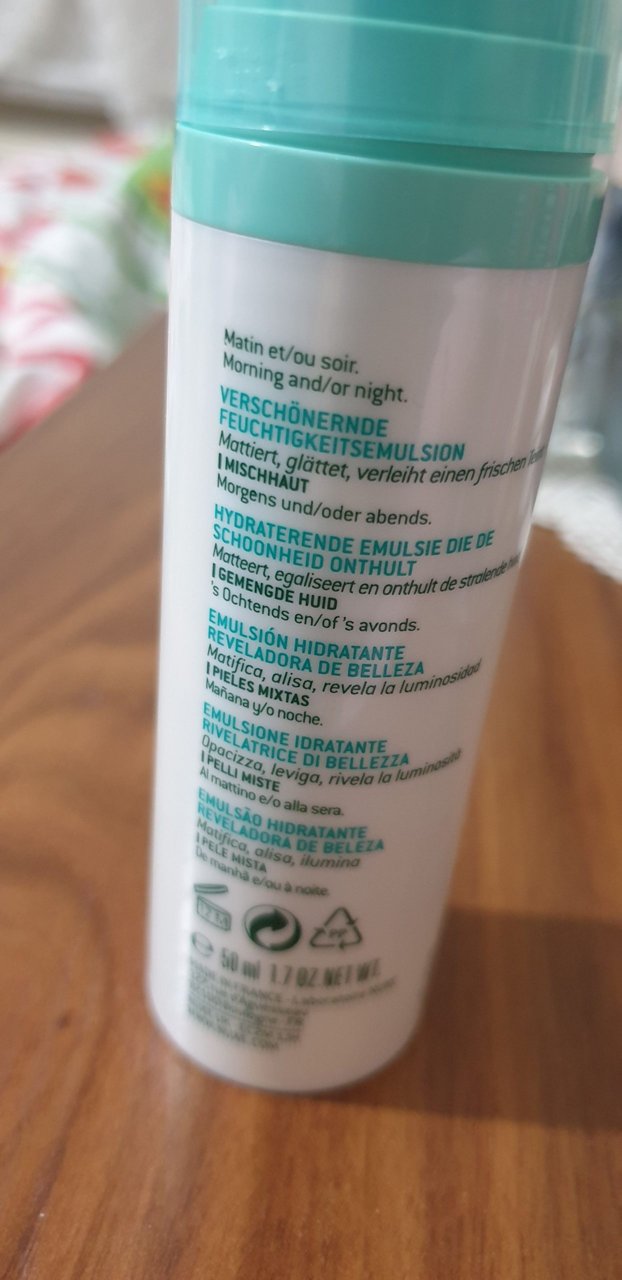 Matin et/ou soir.
Morning and/or night.
VERSCHÖNERNDE
FEUCHTIGKEITSEMULSION
Mattiert, glättet, verleiht einen frischen
I MISCHHAUT
Morgens und/oder abends.
HYDRATERENDE EMULSIE DIE DE
SCHOONHEID ONTHULT
Matteert, egaliseert en onthult de stralende
I GEMENGDE HUID
's Ochtends en/of 's avonds.
EMULSIÓN HIDRATANTE
REVELADORA DE BELLEZA
Matifica, alisa, revela la luminosidad
I PIELES MIXTAS
Mañana y/o noche.
EMULSIONE IDRATANTE
RIVELATRICE DI BELLEZZA
Opacizza, leviga, rivela la luminosità
I PELLI MISTE
Al mattino e/o alla sera.
EMULSÃO HIDRATANTE
REVELADORA DE BELEZA
Matifica, alisa, ilumina
I PELE MISTA
De manhã e/ou à noite.
12 M
PP
50 ml 1.7 OZ. NET WT.